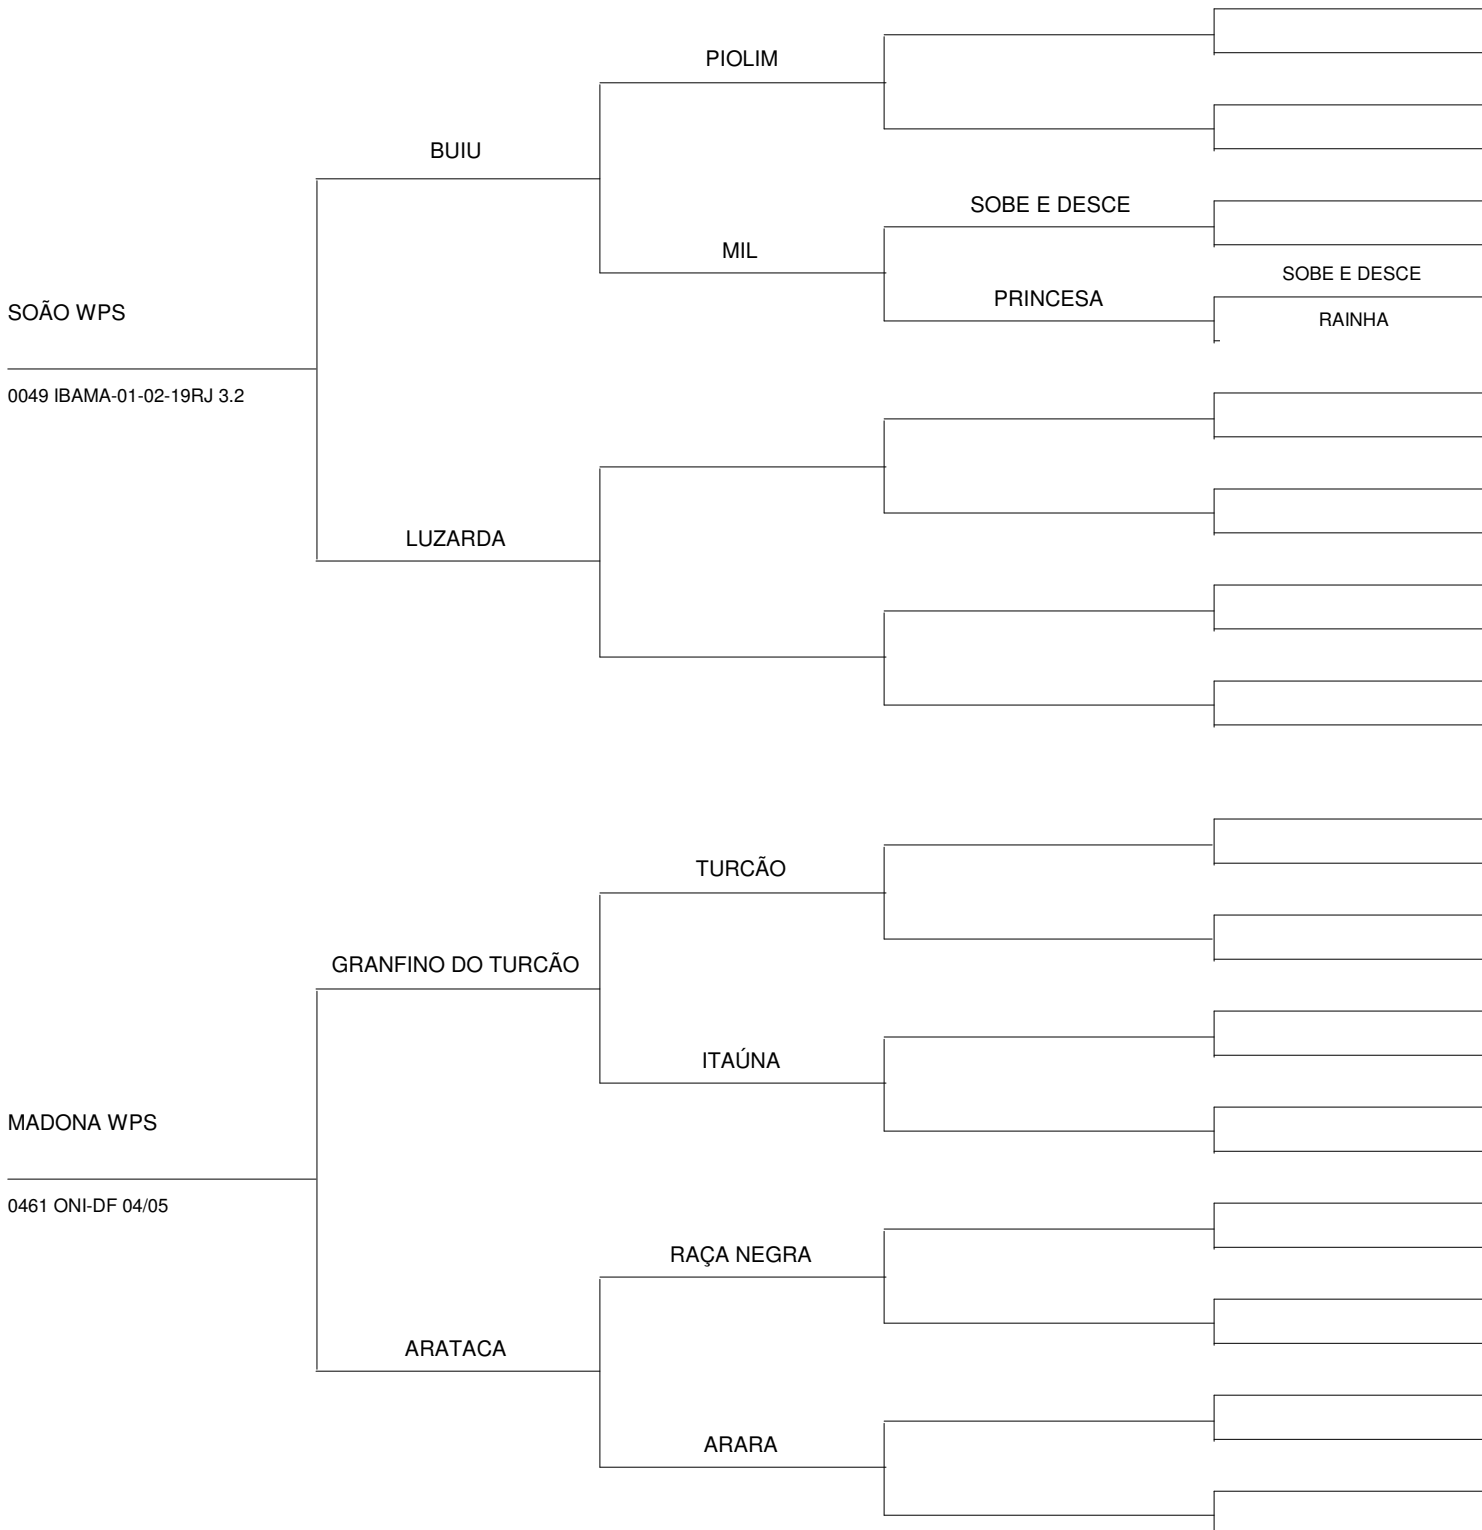 PIOLIM
BUIU
SOBE E DESCE
MIL
SOBE E DESCE
PRINCESA
SOÃO WPS
RAINHA
0049 IBAMA-01-02-19RJ 3.2
LUZARDA
TURCÃO
GRANFINO DO TURCÃO
ITAÚNA
MADONA WPS
0461 ONI-DF 04/05
RAÇA NEGRA
ARATACA
ARARA